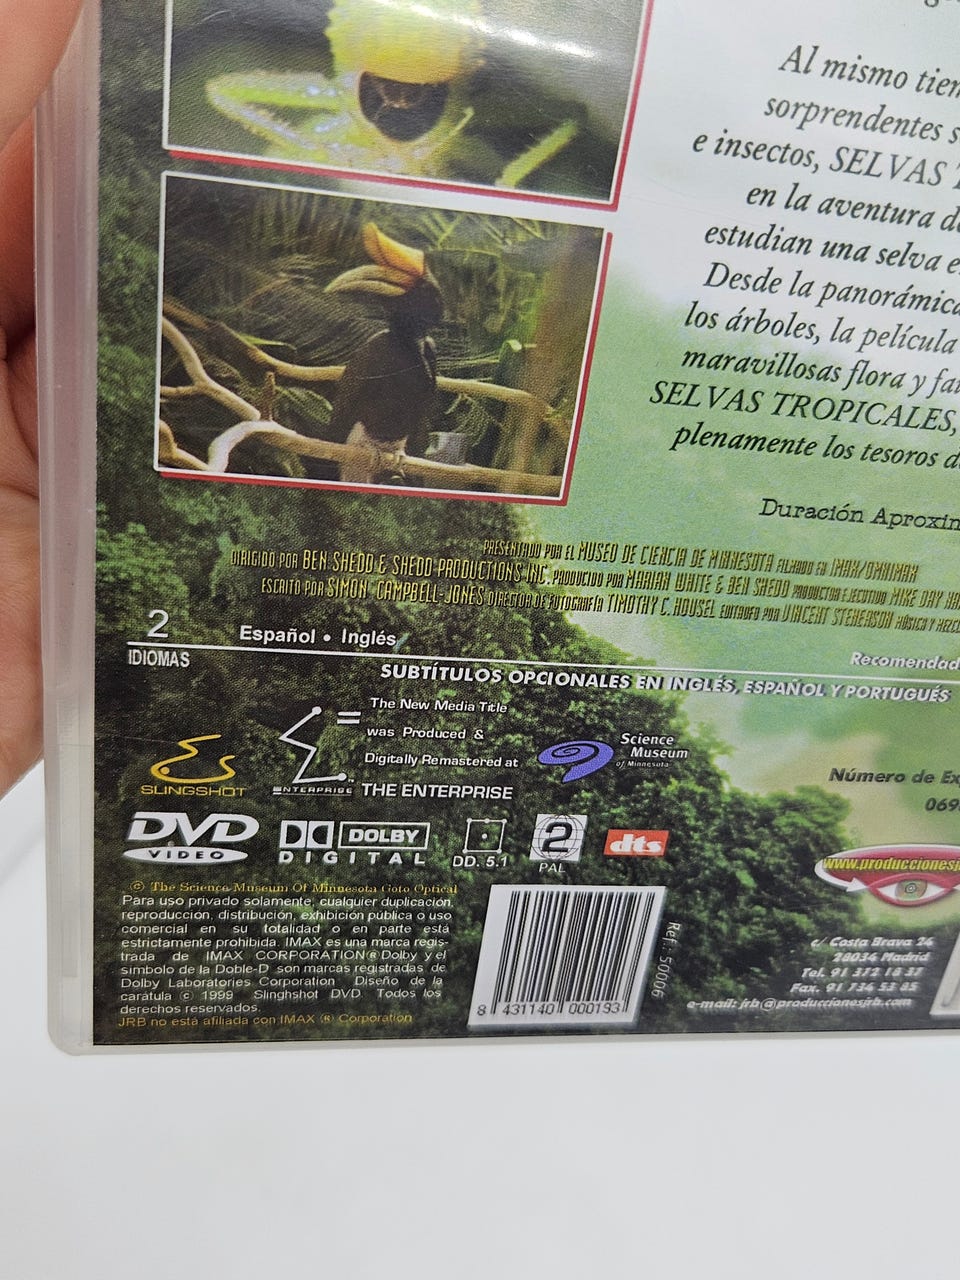 Al mismo tiem
sorprendentes s
e insectos, SELVAS T
en la aventura de
estudian una selva e
Desde la panorámica
los árboles, la película
maravillosas flora y fau
SELVAS TROPICALES,
plenamente los tesoros d
Duración Aproxim
PRESENTADO POR EL MUSEO DE CIENCIA DE MINNESOTA FILMADO EN IMAX/OMNIMAX
DIRIGIDO POR BEN SHEDD & SHEDD PRODUCTIONS INC. PRODUCIDO POR MARIAN WHITE & BEN SHEDD PRODUCTOR EJECUTIVO MIKE DAY
ESCRITO POR SIMON CAMPBELL-JONES DIRECTOR DE FOTOGRAFÍA TIMOTHY C. HOUSEL EDITADO POR VINCENT STENERSON MÚSICA Y
2
IDIOMAS
Español • Inglés
Recomendad
SUBTÍTULOS OPCIONALES EN INGLÉS, ESPAÑOL Y PORTUGUÉS
SLINGSHOT
ENTERPRISE
The New Media Title
was Produced &
Digitally Remastered at
THE ENTERPRISE
Science
Museum
of Minnesota
Número de Exp
069
DVD
VIDEO
DOLBY
DIGITAL
DD. 5.1
2
PAL
dts
www.produccionesj
© The Science Museum Of Minnesota Goto Optical
Para uso privado solamente, cualquier duplicación,
reproducción, distribución, exhibición pública o uso
comercial en su totalidad o en parte está
estrictamente prohibida. IMAX es una marca regis-
trada de IMAX CORPORATION® Dolby y el
símbolo de la Doble-D son marcas registradas de
Dolby Laboratories Corporation Diseño de la
caratula © 1999 Slinghshot DVD. Todos los
derechos reservados.
JRB no está afiliada con IMAX ® Corporation
8 431140 000193
Ref.: 50006
c/ Costa Brava 24
28034 Madrid
Tel. 91 372 18 37
Fax. 91 734 53 85
e-mail: jrb@produccionesjrb.com